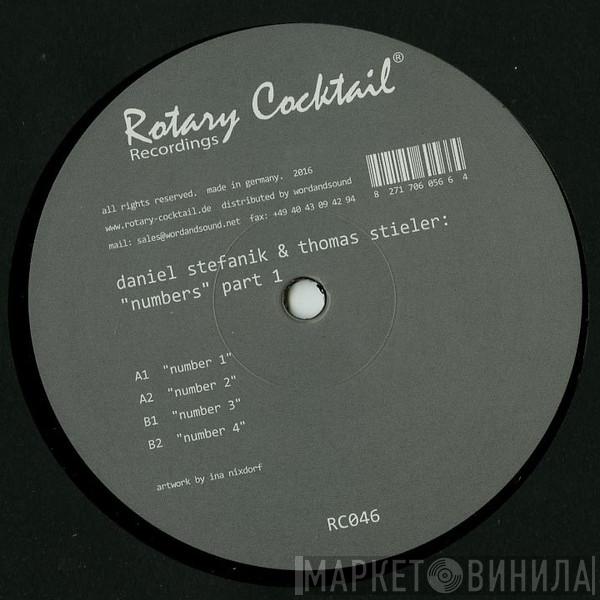 Rotary Cocktail®
Recordings
all rights reserved. made in germany. 2016
www.rotary-cocktail.de distributed by wordandsound
mail: sales@wordandsound.net fax: +49 40 43 09 42 94
8 271 706 056 6 4
daniel stefanik & thomas stieler:
"numbers" part 1
A1 "number 1"
A2 "number 2"
B1 "number 3"
B2 "number 4"
artwork by ina nixdorf
RC046
МАРКЕТ ВИНИЛА